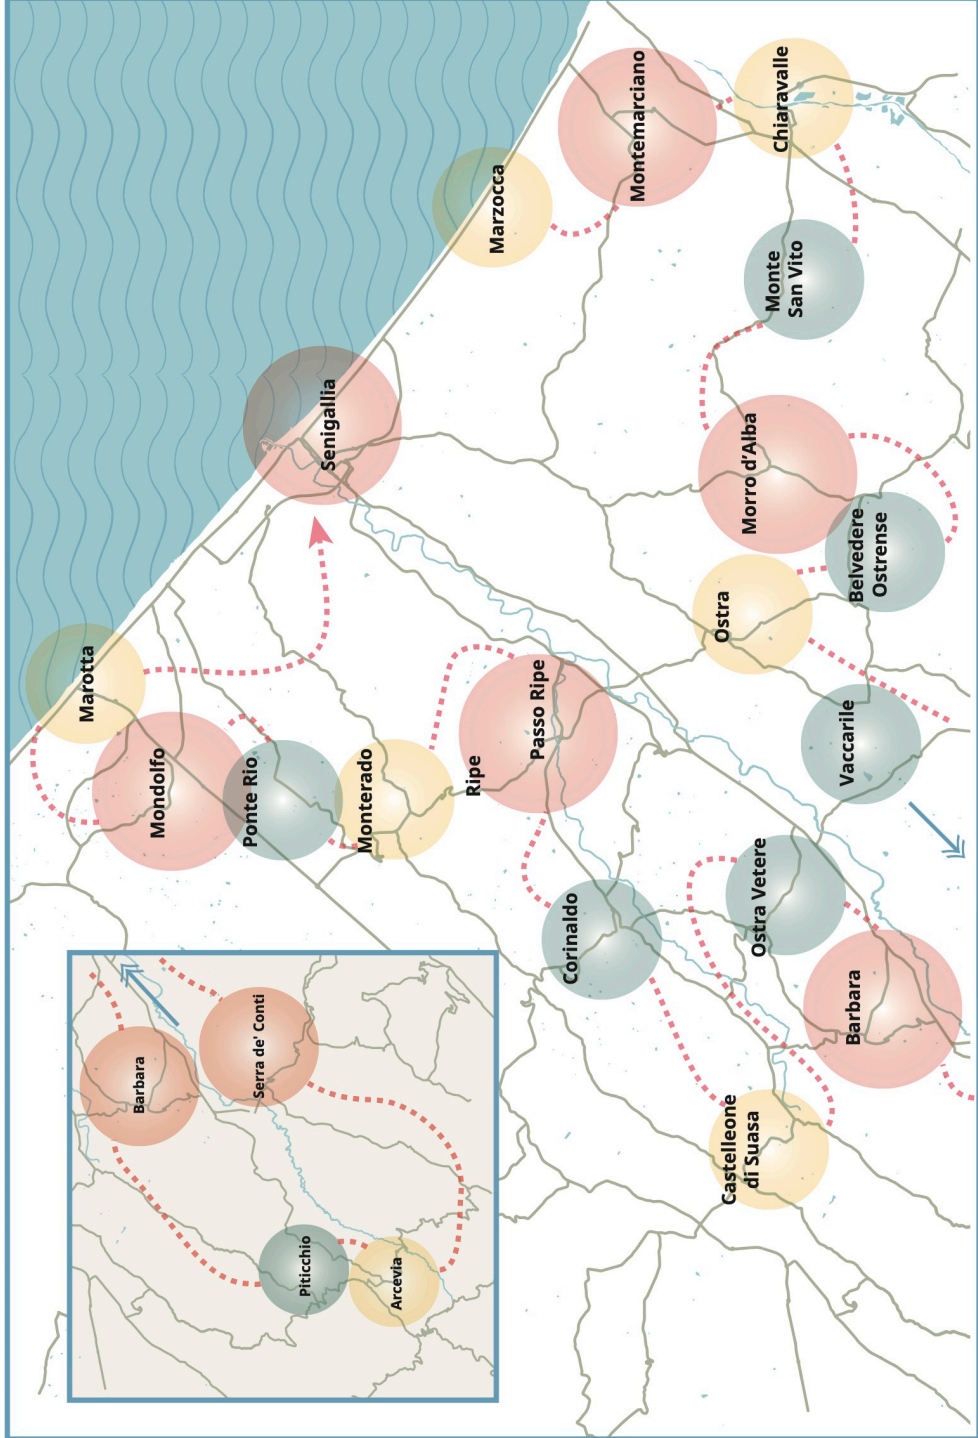 Marotta
Mondolfo
Ponte Rio
Monterado
Ripe
Passo Ripe
Corinaldo
Castelleone
di Suasa
Ostra Vetere
Barbara
Vaccarile
Ostra
Belvedere
Ostrense
Morro d'Alba
Monte
San Vito
Chiaravalle
Montemarciano
Marzocca
Senigallia
Barbara
Serra de' Conti
Piticchio
Arcevia